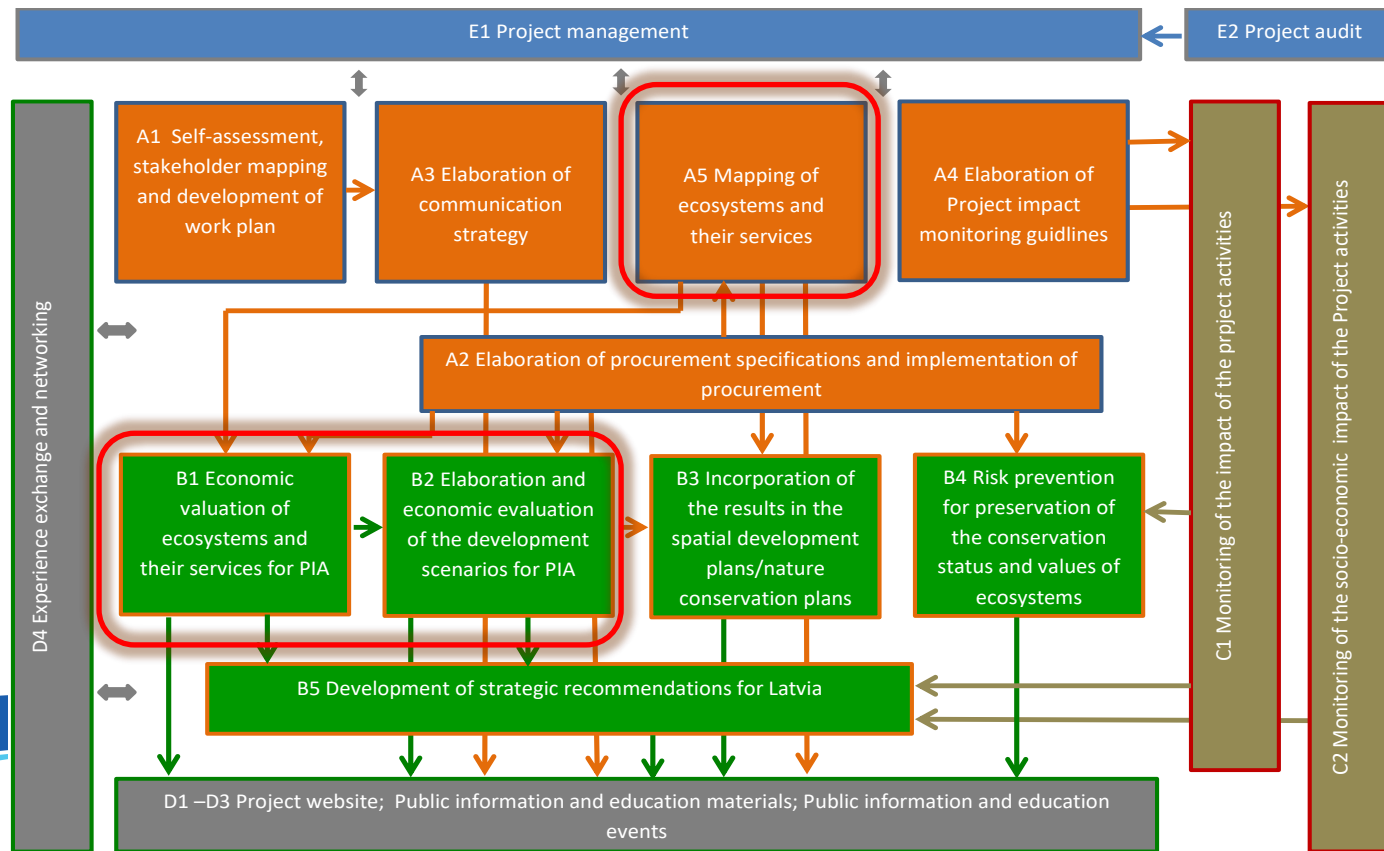 E1 Project management
E2 Project audit
A1 Self-assessment,
stakeholder mapping
and development of
work plan
A3 Elaboration of
communication
strategy
A5 Mapping of
ecosystems and
their services
A4 Elaboration of
Project impact
monitoring guidlines
A2 Elaboration of procurement specifications and implementation of
procurement
B1 Economic
valuation of
ecosystems and
their services for PIA
B2 Elaboration and
economic evaluation
of the development
scenarios for PIA
B3 Incorporation of
the results in the
spatial development
plans/nature
conservation plans
B4 Risk prevention
for preservation of
the conservation
status and values of
ecosystems
B5 Development of strategic recommendations for Latvia
D1 –D3 Project website; Public information and education materials; Public information and education
events
D4 Experience exchange and networking
C1 Monitoring of the impact of the prpject activities
C2 Monitoring of the socio-economic impact of the Project activities